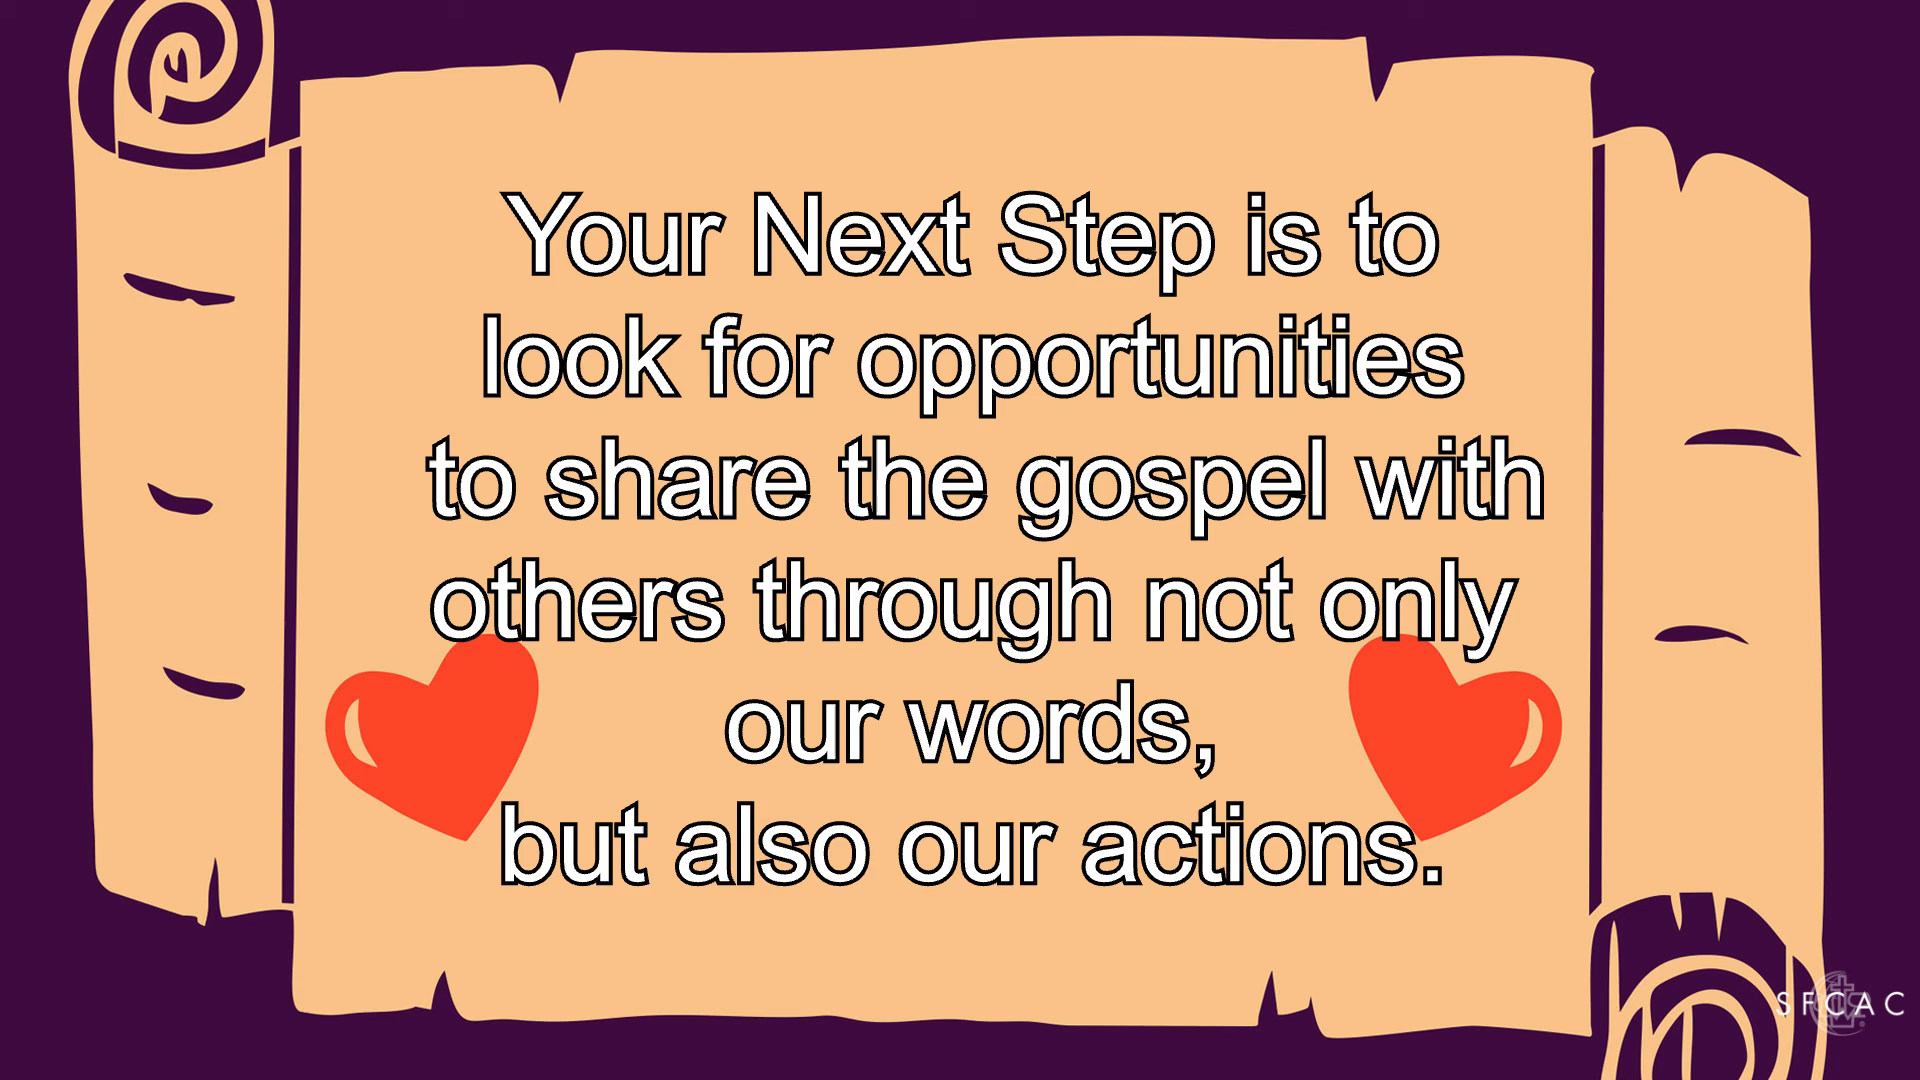 Your Next Step is to
look for opportunities
to share the gospel with
others through not only
our words,
but also our actions.
SFCAC